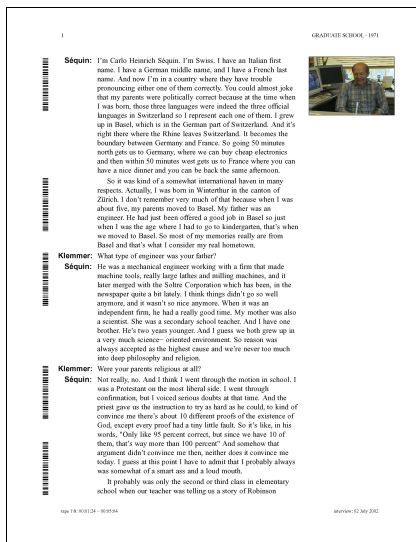 1
GRADUATE SCHOOL · 1971
Séquin: I'm Carlo Heinrich Séquin. I'm Swiss. I have an Italian first
name. I have a German middle name, and I have a French last
name. And now I'm in a country where they have trouble
pronouncing either one of them correctly. You could almost joke
that my parents were politically correct because at the time when
I was born, those three languages were indeed the three official
languages in Switzerland so I represent each one of them. I grew
up in Basel, which is in the German part of Switzerland. And it's
right there where the Rhine leaves Switzerland. It becomes the
boundary between Germany and France. So going 50 minutes
north gets us to Germany, where we can buy cheap electronics
and then within 50 minutes west gets us to France where you can
have a nice dinner and you can be back the same afternoon.
So it was kind of a somewhat international haven in many
respects. Actually, I was born in Winterthur in the canton of
Zürich. I don't remember very much of that because when I was
about five, my parents moved to Basel. My father was an
engineer. He had just been offered a good job in Basel so just
when I was the age where I had to go to kindergarten, that's when
we moved to Basel. So most of my memories really are from
Basel and that's what I consider my real hometown.
Klemmer: What type of engineer was your father?
Séquin: He was a mechanical engineer working with a firm that made
machine tools, really large lathes and milling machines, and it
later merged with the Soltre Corporation which has been, in the
newspaper quite a bit lately. I think things didn't go so well
anymore, and it wasn't so nice anymore. When it was an
independent firm, he had a really good time. My mother was also
a scientist. She was a secondary school teacher. And I have one
brother. He's two years younger. And I guess we both grew up in
a very much science− oriented environment. So reason was
always accepted as the highest cause and we're never too much
into deep philosophy and religion.
Klemmer: Were your parents religious at all?
Séquin: Not really, no. And I think I went through the motion in school. I
was a Protestant on the most liberal side. I went through
confirmation, but I voiced serious doubts at that time. And the
priest gave us the instruction to try as hard as he could, to kind of
convince me there's about 10 different proofs of the existence of
God, except every proof had a tiny little fault. So it's like, in his
words, "Only like 95 percent correct, but since we have 10 of
them, that's way more than 100 percent" And somehow that
argument didn't convince me then, neither does it convince me
today. I guess at this point I have to admit that I probably always
was somewhat of a smart ass and a loud mouth.
It probably was only the second or third class in elementary
school when our teacher was telling us a story of Robinson
interview: 02 July 2002